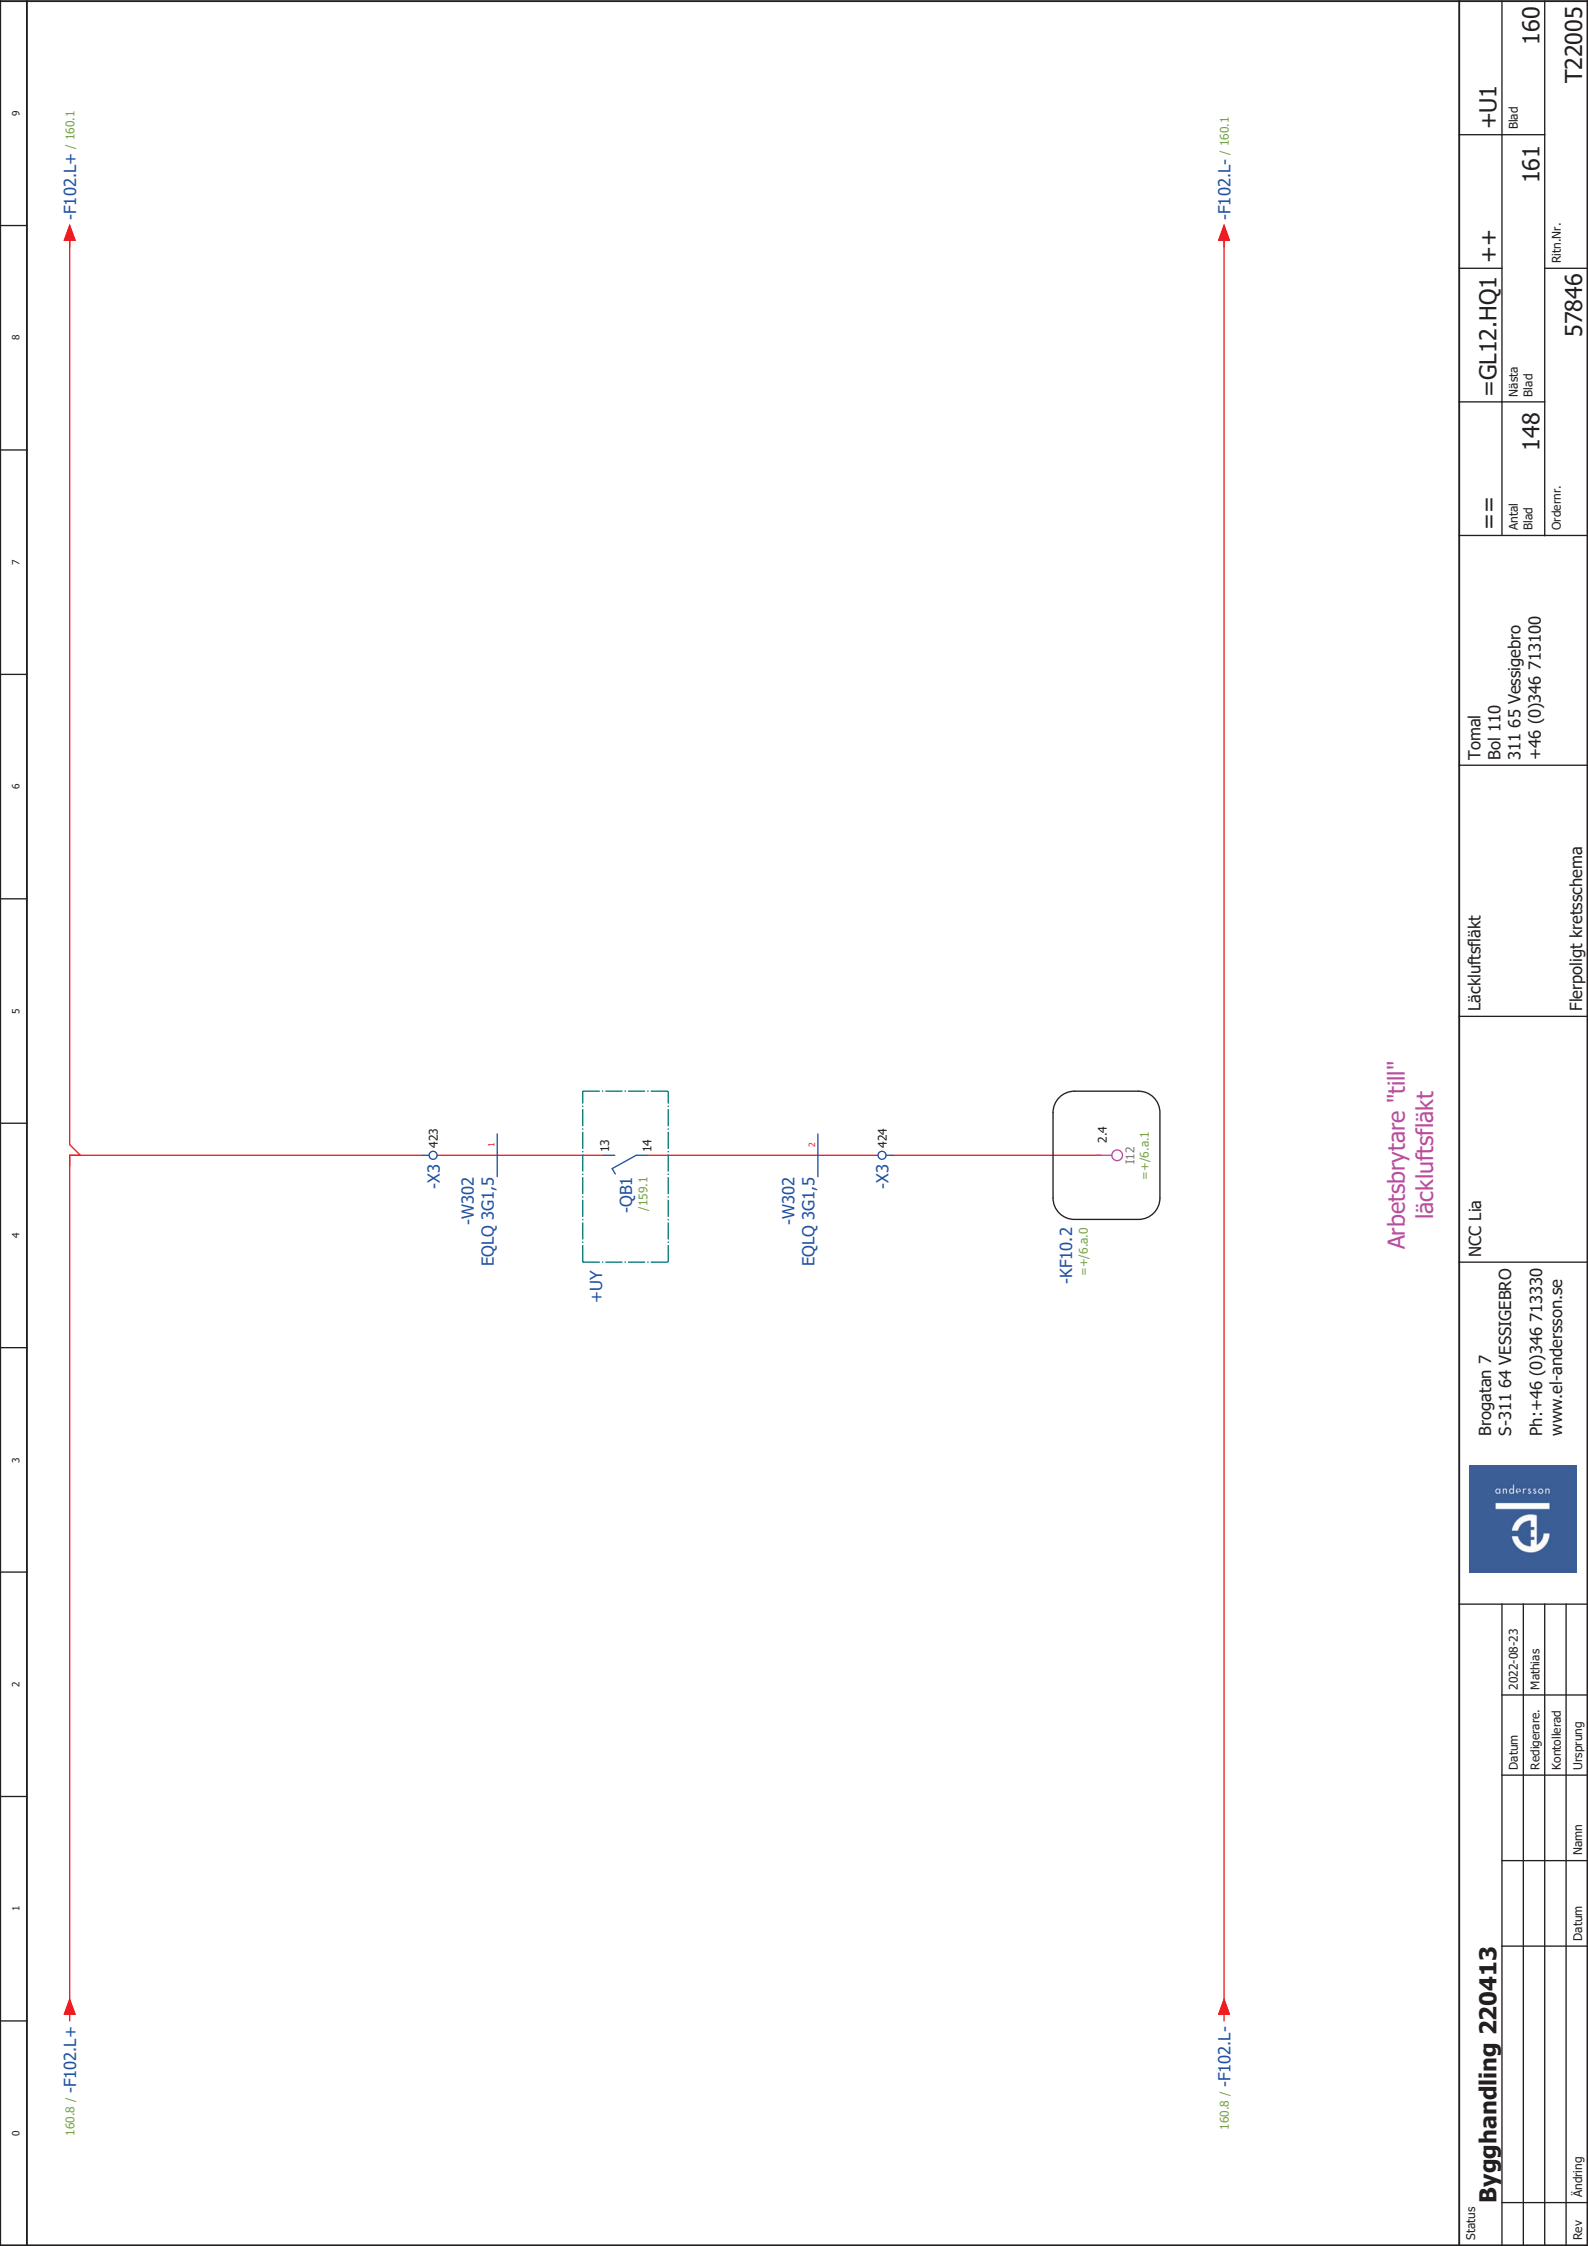 0 1 2 3 4 5 6 7 8 9
160.8 / -F102.L+
-F102.L+ / 160.1
-X3 423
-W302 1
EQLQ 3G1,5
+UY
13
-QB1
/159.1
14
-W302 2
EQLQ 3G1,5
-X3 424
-KF10.2
=+/6.a.0
2.4
I12
=+/6.a.1
160.8 / -F102.L-
-F102.L- / 160.1
Arbetsbrytare "till"
läckluftsfläkt
Status
Bygghandling 220413
Datum 2022-08-23
Redigerare. Mathias
Kontollerad
Rev Ändring Datum Namn Ursprung
andersson
el
Brogatan 7
S-311 64 VESSIGEBRO
Ph:+46 (0)346 713330
www.el-andersson.se
NCC Lia
Läckluftsfläkt
Flerpoligt kretsschema
Tomal
Bol 110
311 65 Vessigebro
+46 (0)346 713100
== =GL12.HQ1 ++ +U1
Antal
Blad 148
Nästa
Blad 161
Blad 160
Ordernr. 57846
Ritn.Nr. T22005